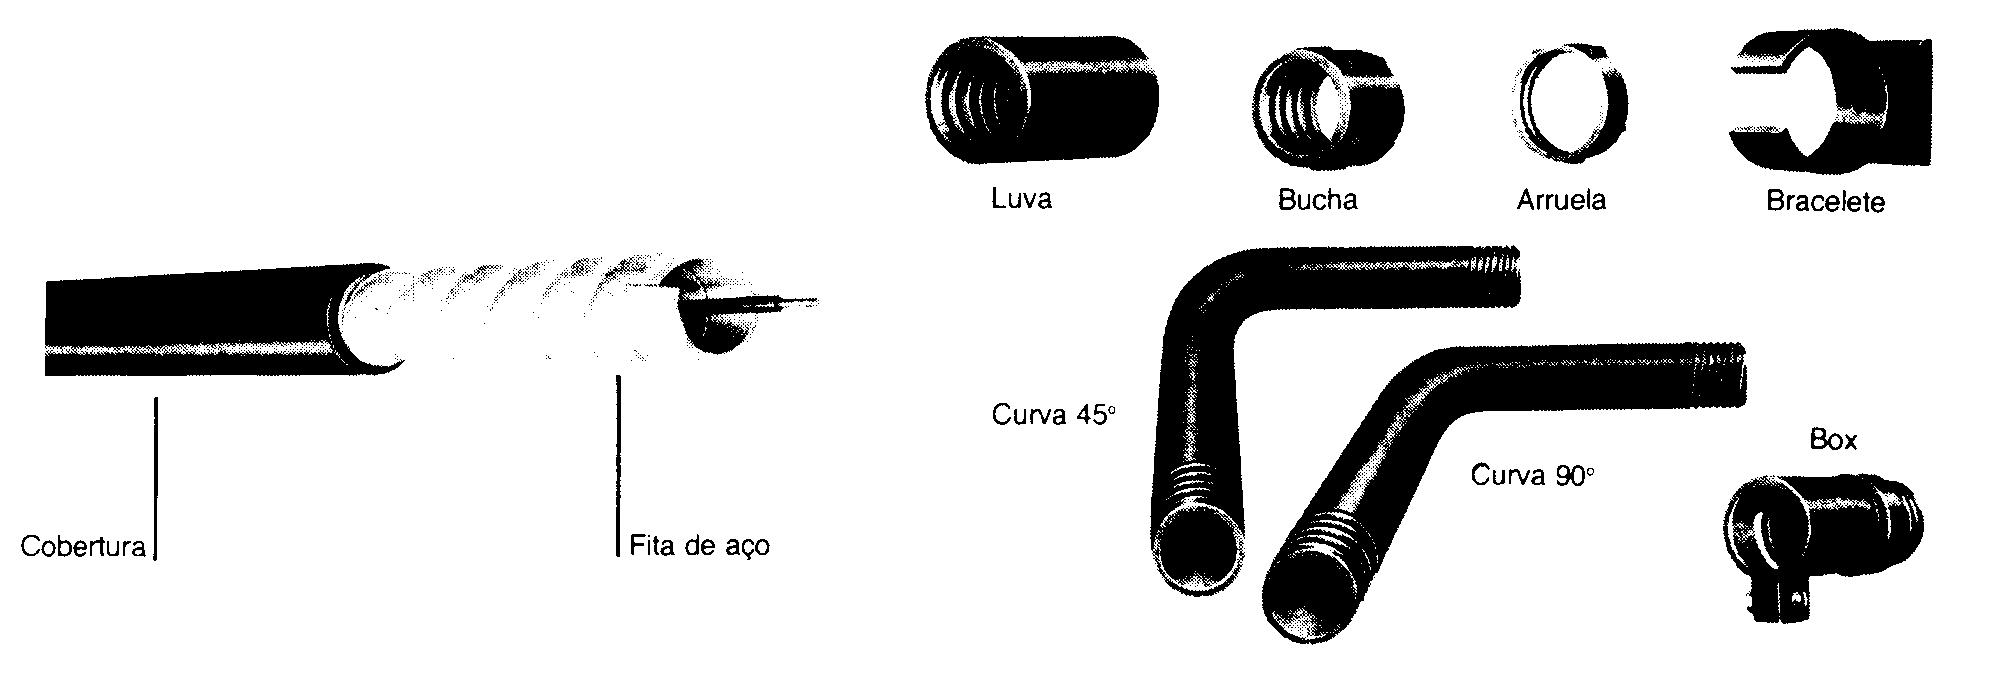 Luva
Bucha
Arruela
Bracelete
Curva 45°
Box
Curva 90°
Cobertura
Fita de aço